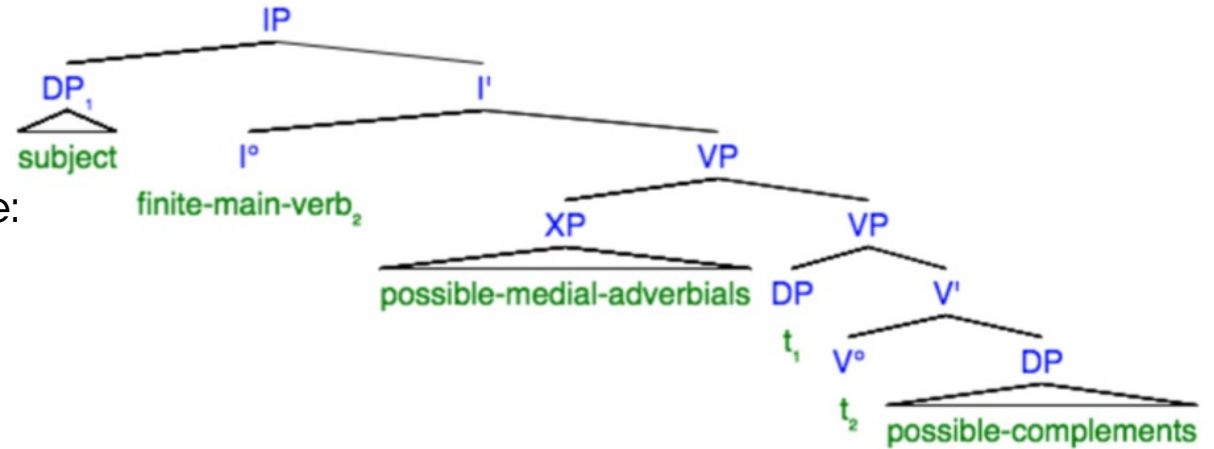 IP
DP₁ I'
subject I° VP
e: finite-main-verb₂
XP VP
possible-medial-adverbials DP V'
t₁ V° DP
t₂ possible-complements